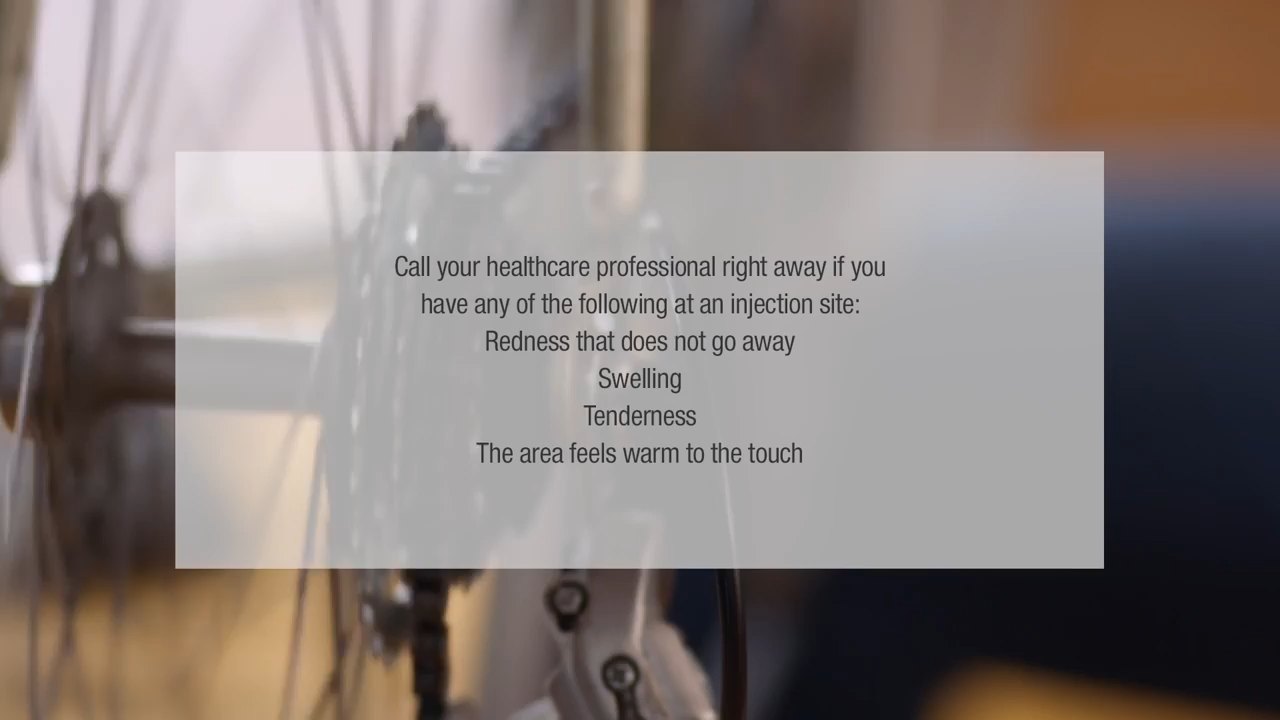 Call your healthcare professional right away if you
have any of the following at an injection site:
Redness that does not go away
Swelling
Tenderness
The area feels warm to the touch